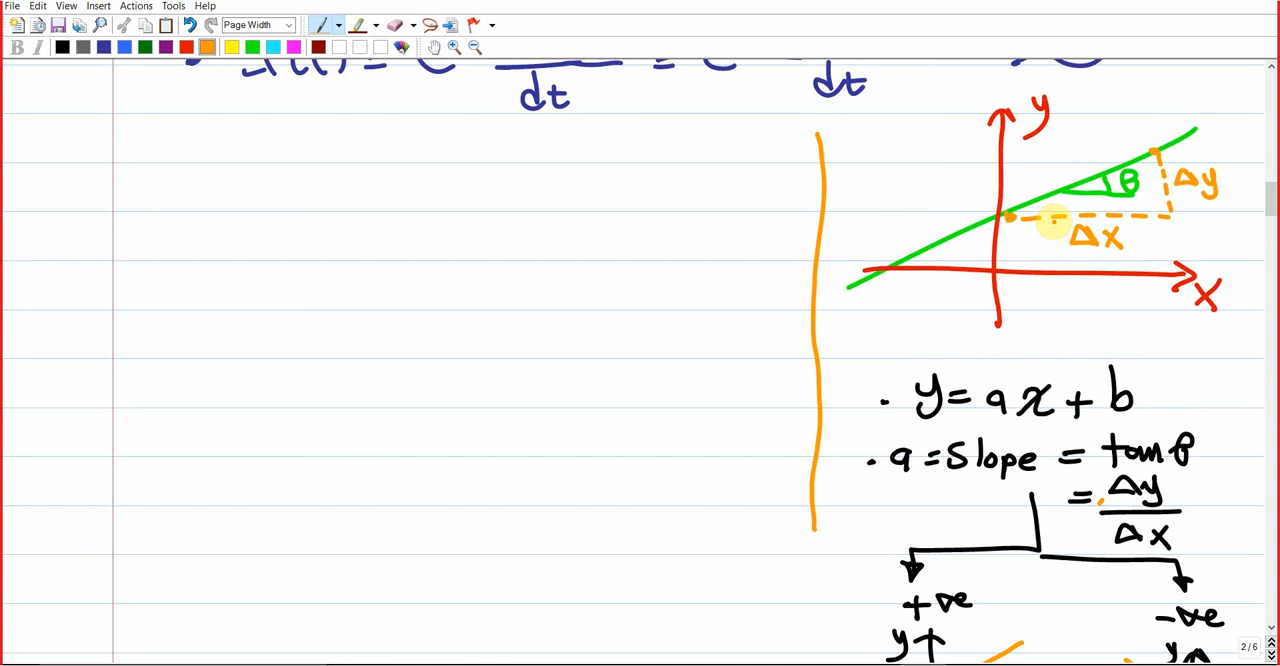 File Edit View Insert Actions Tools Help
Page Width
B I
dt
dt
y
θ
Δy
Δx
x
. y = ax + b
. a = Slope = tan θ
= Δy
Δx
+ve
-ve
y
y
2/6